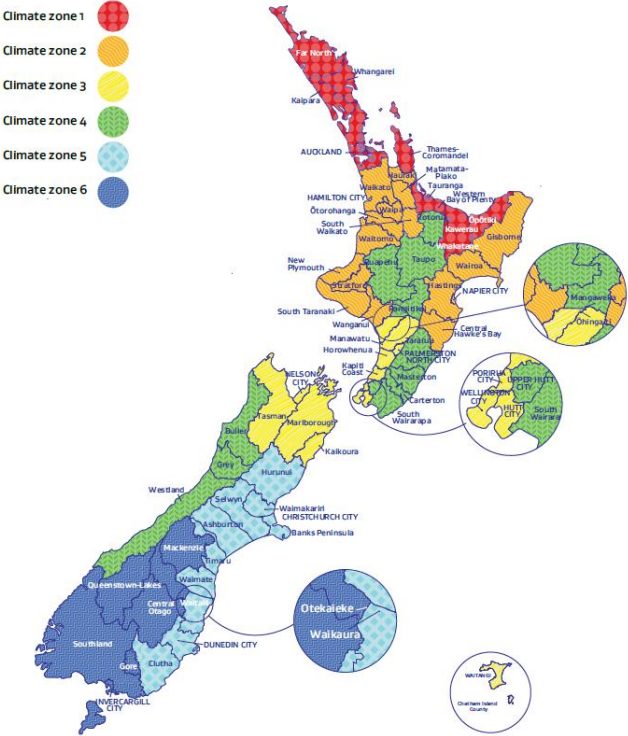 Climate zone 1
Climate zone 2
Climate zone 3
Climate zone 4
Climate zone 5
Climate zone 6
Far North
Whangarei
Kaipara
AUCKLAND
Thames-
Coromandel
Hauraki
Matamata-
Piako
Waikato
Tauranga
Western
Bay of Plenty
HAMILTON CITY
Waipa
Ōtorohanga
Rotorua
Ōpōtiki
Kawerau
South
Waikato
Gisborne
Waitomo
Whakatane
Taupo
Ruapehu
Wairoa
New
Plymouth
Stratford
Hastings
NAPIER CITY
South Taranaki
Rangitikei
Wanganui
Central
Hawke's Bay
Manawatu
Tararua
Horowhenua
PALMERSTON
NORTH CITY
Kapiti
Coast
Masterton
Carterton
South
Wairarapa
Mangaweka
Ōhingaiti
PORIRUA
CITY
UPPER HUTT
CITY
WELLINGTON
CITY
HUTT
CITY
South
Wairara
NELSON
CITY
Tasman
Marlborough
Buller
Kaikoura
Grey
Hurunui
Westland
Selwyn
Waimakariri
CHRISTCHURCH CITY
Ashburton
Banks Peninsula
Mackenzie
Timaru
Waimate
Queenstown-Lakes
Central
Otago
Waitaki
Otekaieke
Waikaura
Southland
DUNEDIN CITY
Gore
Clutha
INVERCARGILL
CITY
WAITANGI
Chatham Island
County